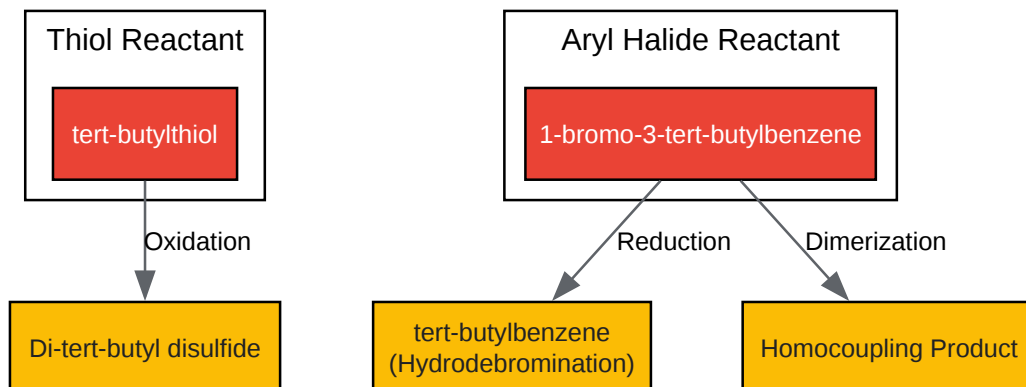 Thiol Reactant
Aryl Halide Reactant
tert-butylthiol
1-bromo-3-tert-butylbenzene
Oxidation
Reduction
Dimerization
Di-tert-butyl disulfide
tert-butylbenzene
(Hydrodebromination)
Homocoupling Product